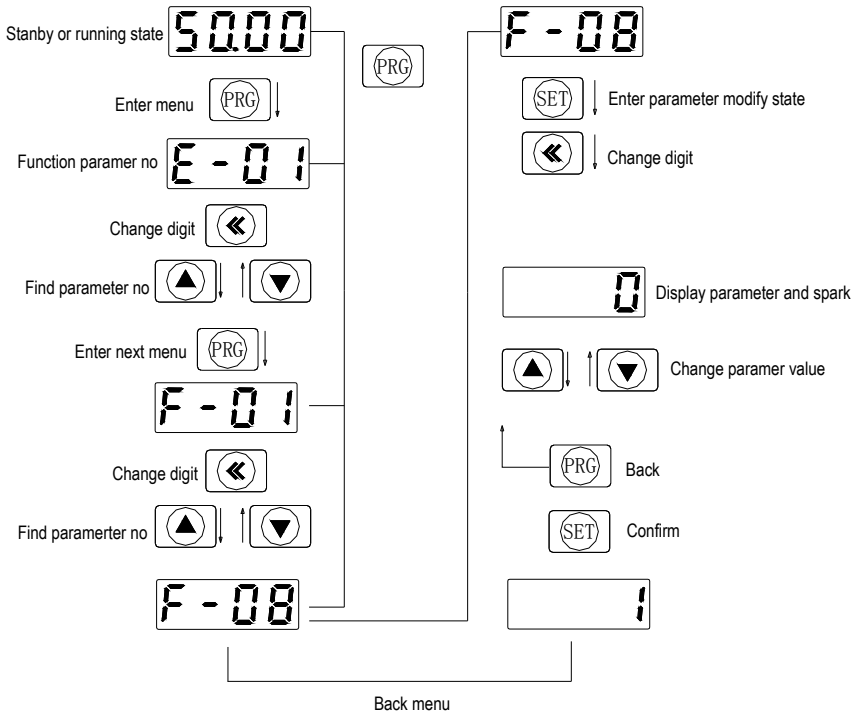 Stanby or running state
50.00
PRG
Enter menu
PRG
Function paramer no
E-01
Change digit
Find parameter no
Enter next menu
PRG
F-01
Change digit
Find paramerter no
F-08
F-08
SET
Enter parameter modify state
Change digit
0
Display parameter and spark
Change paramer value
PRG
Back
SET
Confirm
1
Back menu